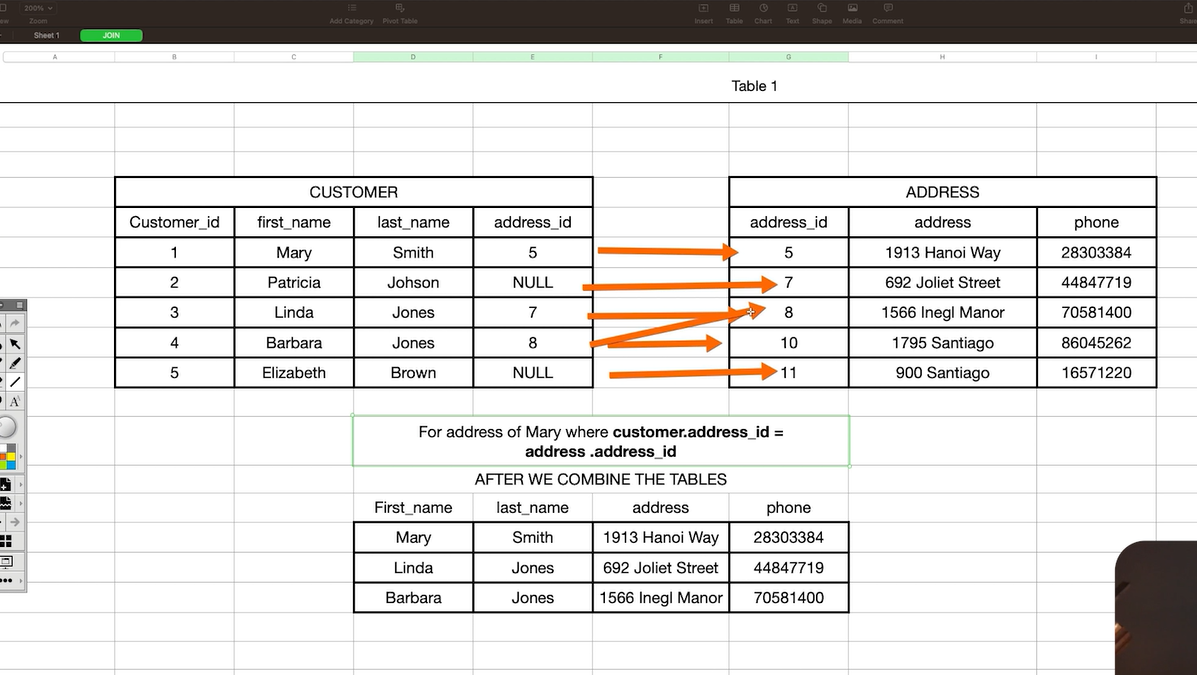 200%
Zoom
Add Category
Pivot Table
Insert
Table
Chart
Text
Shape
Media
Comment
Sheet 1
JOIN
A B C D E F G H I
Table 1
CUSTOMER
Customer_id first_name last_name address_id
1 Mary Smith 5
2 Patricia Johson NULL
3 Linda Jones 7
4 Barbara Jones 8
5 Elizabeth Brown NULL
ADDRESS
address_id address phone
5 1913 Hanoi Way 28303384
7 692 Joliet Street 44847719
8 1566 Inegl Manor 70581400
10 1795 Santiago 86045262
11 900 Santiago 16571220
For address of Mary where customer.address_id =
address .address_id
AFTER WE COMBINE THE TABLES
First_name last_name address phone
Mary Smith 1913 Hanoi Way 28303384
Linda Jones 692 Joliet Street 44847719
Barbara Jones 1566 Inegl Manor 70581400